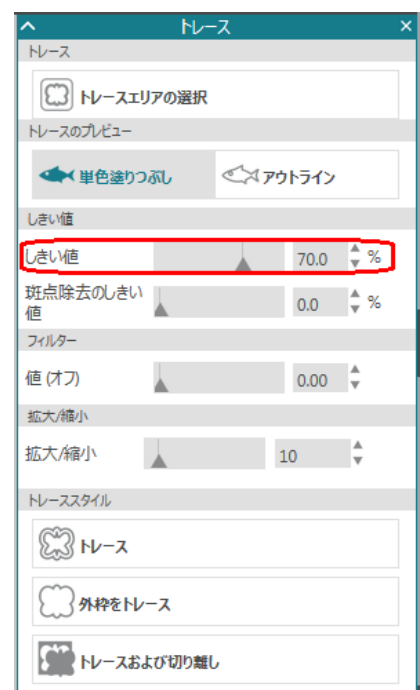 トレース
トレース
トレースエリアの選択
トレースのプレビュー
単色塗りつぶし アウトライン
しきい値
しきい値 70.0 %
斑点除去のしきい
値 0.0 %
フィルター
値 (オフ) 0.00
拡大/縮小
拡大/縮小 10
トレーススタイル
トレース
外枠をトレース
トレースおよび切り離し